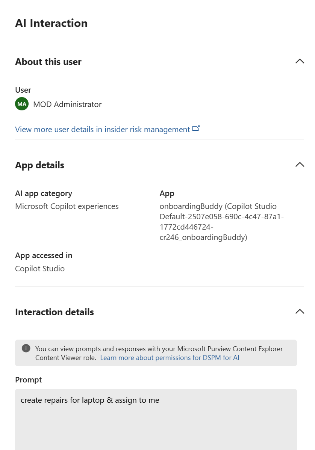 AI Interaction
About this user
User
MA MOD Administrator
View more user details in insider risk management
App details
AI app category
Microsoft Copilot experiences
App
onboardingBuddy (Copilot Studio
Default-2507e058-690c-4c47-87a1-
1772cd446724-
cr246_onboardingBuddy)
App accessed in
Copilot Studio
Interaction details
You can view prompts and responses with your Microsoft Purview Content Explorer
Content Viewer role. Learn more about permissions for DSPM for AI
Prompt
create repairs for laptop & assign to me